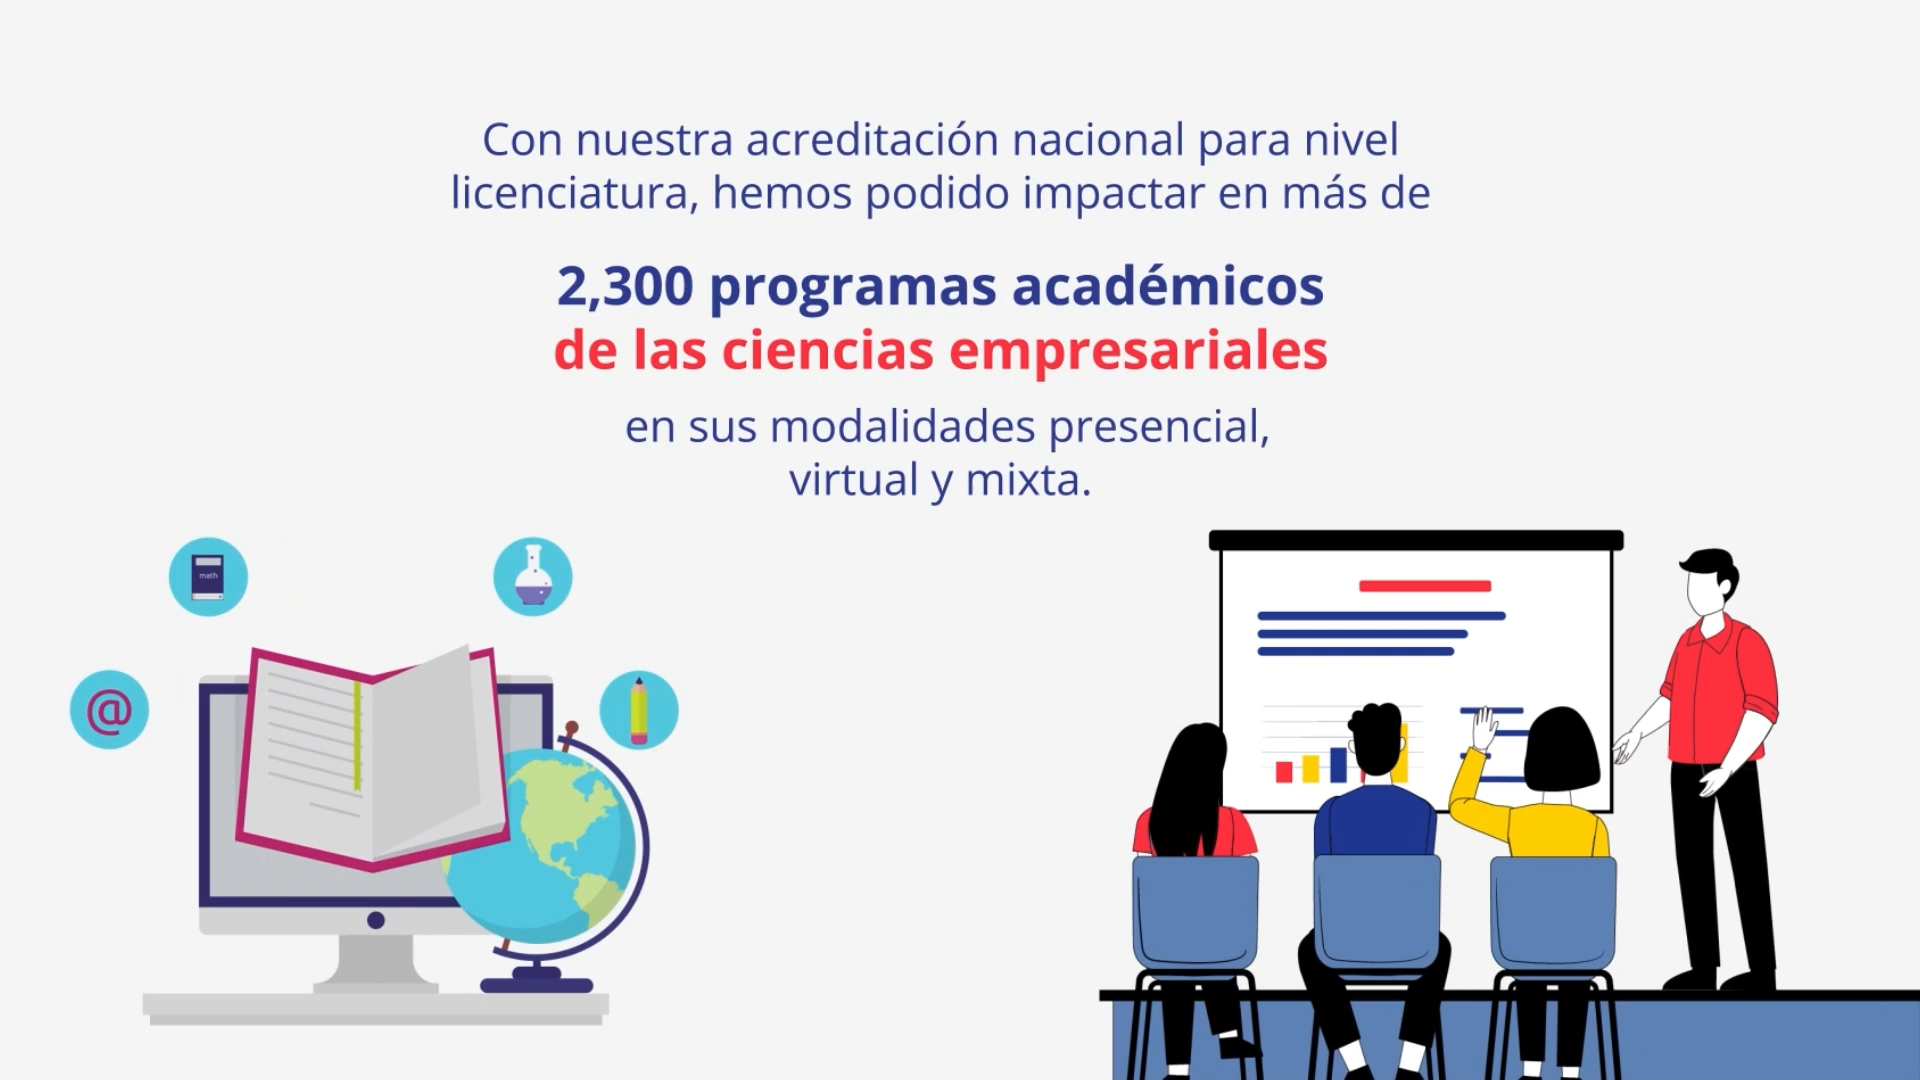 Con nuestra acreditación nacional para nivel
licenciatura, hemos podido impactar en más de
2,300 programas académicos
de las ciencias empresariales
en sus modalidades presencial,
virtual y mixta.
math
@